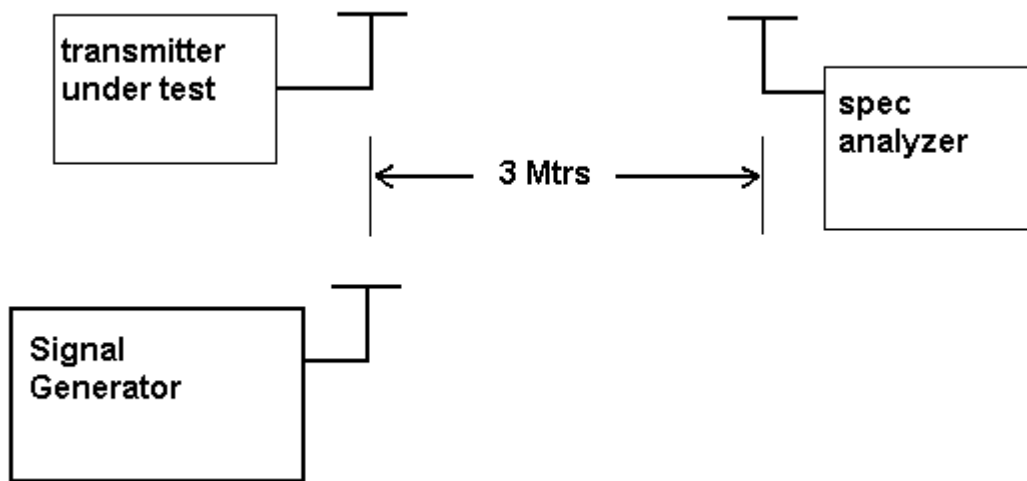 transmitter
under test
spec
analyzer
3 Mtrs
Signal
Generator